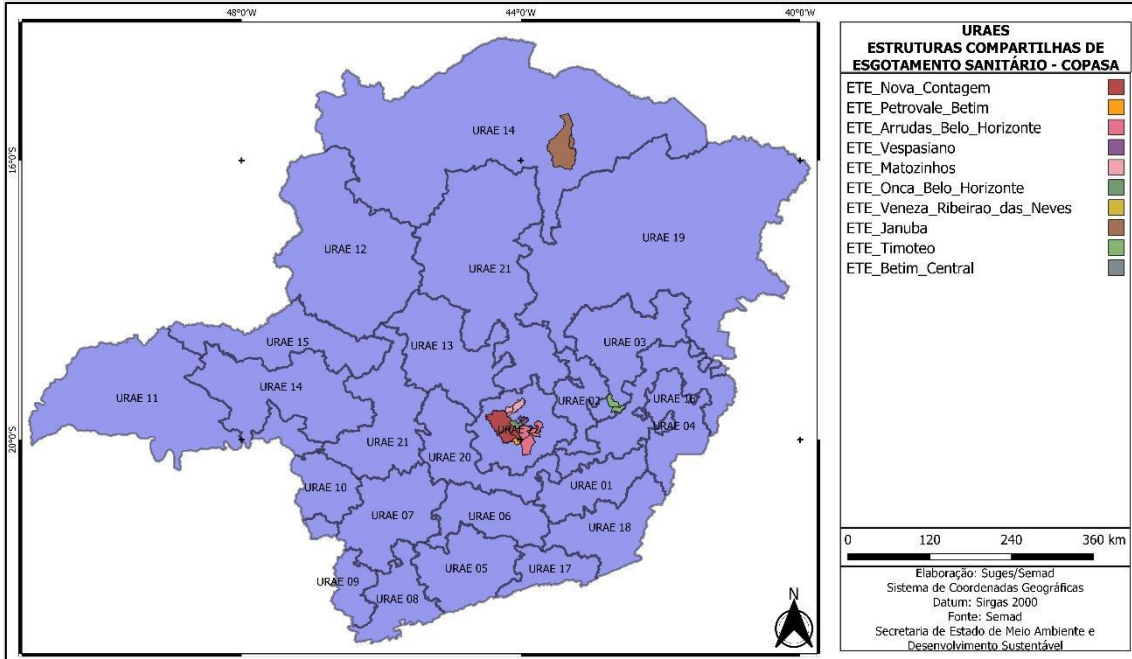 48°0'W 44°0'W 40°0'W
16°0'S
20°0'S
URAE 14
URAE 19
URAE 12
URAE 21
URAE 13
URAE 15
URAE 03
URAE 14
URAE 11
URAE 02
URAE 16
URAE 04
URAE 21
URAE 20
URAE 10
URAE 01
URAE 07
URAE 06
URAE 18
URAE 09
URAE 05
URAE 17
URAE 08
N
URAES
ESTRUTURAS COMPARTILHAS DE
ESGOTAMENTO SANITÁRIO - COPASA
ETE_Nova_Contagem
ETE_Petrovale_Betim
ETE_Arrudas_Belo_Horizonte
ETE_Vespasiano
ETE_Matozinhos
ETE_Onca_Belo_Horizonte
ETE_Veneza_Ribeirao_das_Neves
ETE_Januba
ETE_Timoteo
ETE_Betim_Central
0 120 240 360 km
Elaboração: Suges/Semad
Sistema de Coordenadas Geográficas
Datum: Sirgas 2000
Fonte: Semad
Secretaria de Estado de Meio Ambiente e
Desenvolvimento Sustentável